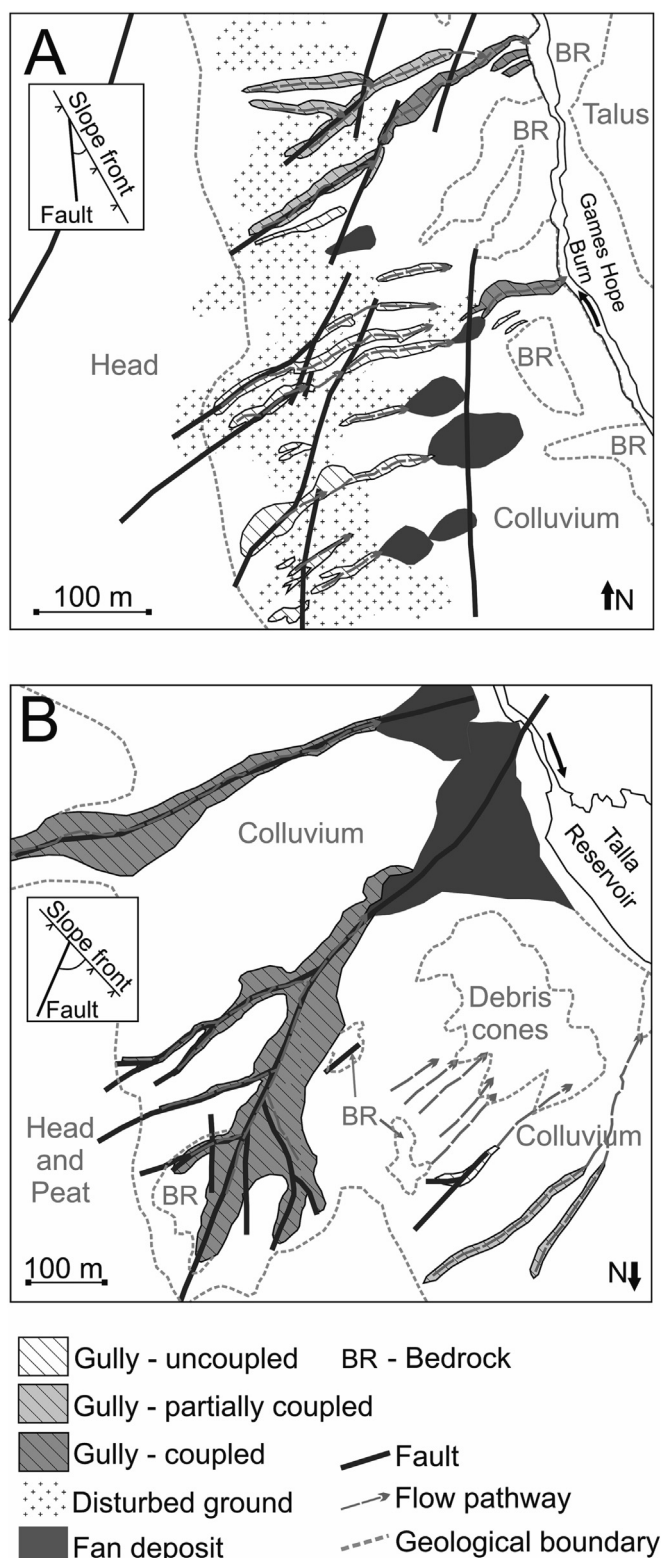 A
BR
Talus
BR
Slope front
Fault
Games Hope
Burn
Head
BR
BR
Colluvium
100 m
N
B
Colluvium
Talla
Reservoir
Slope front
Fault
Debris
cones
BR
Head
and
Peat
BR
Colluvium
100 m
N
Gully - uncoupled
BR - Bedrock
Gully - partially coupled
Gully - coupled
Fault
Disturbed ground
Flow pathway
Fan deposit
Geological boundary